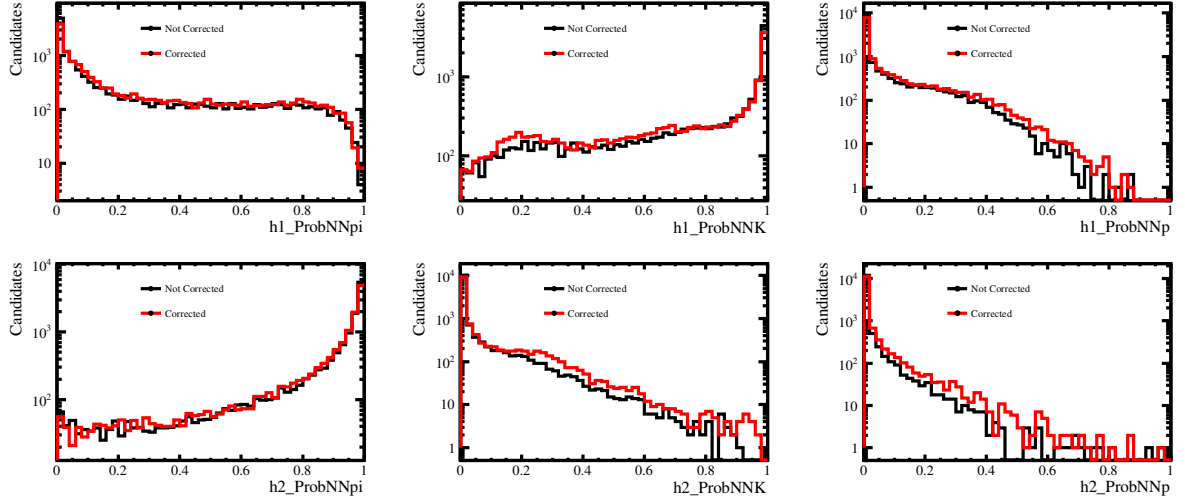 Candidates
10³
10²
10
Not Corrected
Corrected
0 0.2 0.4 0.6 0.8 1
h1_ProbNNpi
Candidates
10³
10²
Not Corrected
Corrected
0 0.2 0.4 0.6 0.8 1
h1_ProbNNK
Candidates
10⁴
10³
10²
10
1
Not Corrected
Corrected
0 0.2 0.4 0.6 0.8 1
h1_ProbNNp
Candidates
10⁴
10³
10²
Not Corrected
Corrected
0 0.2 0.4 0.6 0.8 1
h2_ProbNNpi
Candidates
10⁴
10³
10²
10
1
Not Corrected
Corrected
0 0.2 0.4 0.6 0.8 1
h2_ProbNNK
Candidates
10⁴
10³
10²
10
1
Not Corrected
Corrected
0 0.2 0.4 0.6 0.8 1
h2_ProbNNp